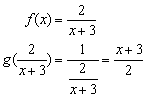 f(x) = 2/(x + 3)
g(2/(x + 3)) = 1/(2/(x + 3)) = (x + 3)/2